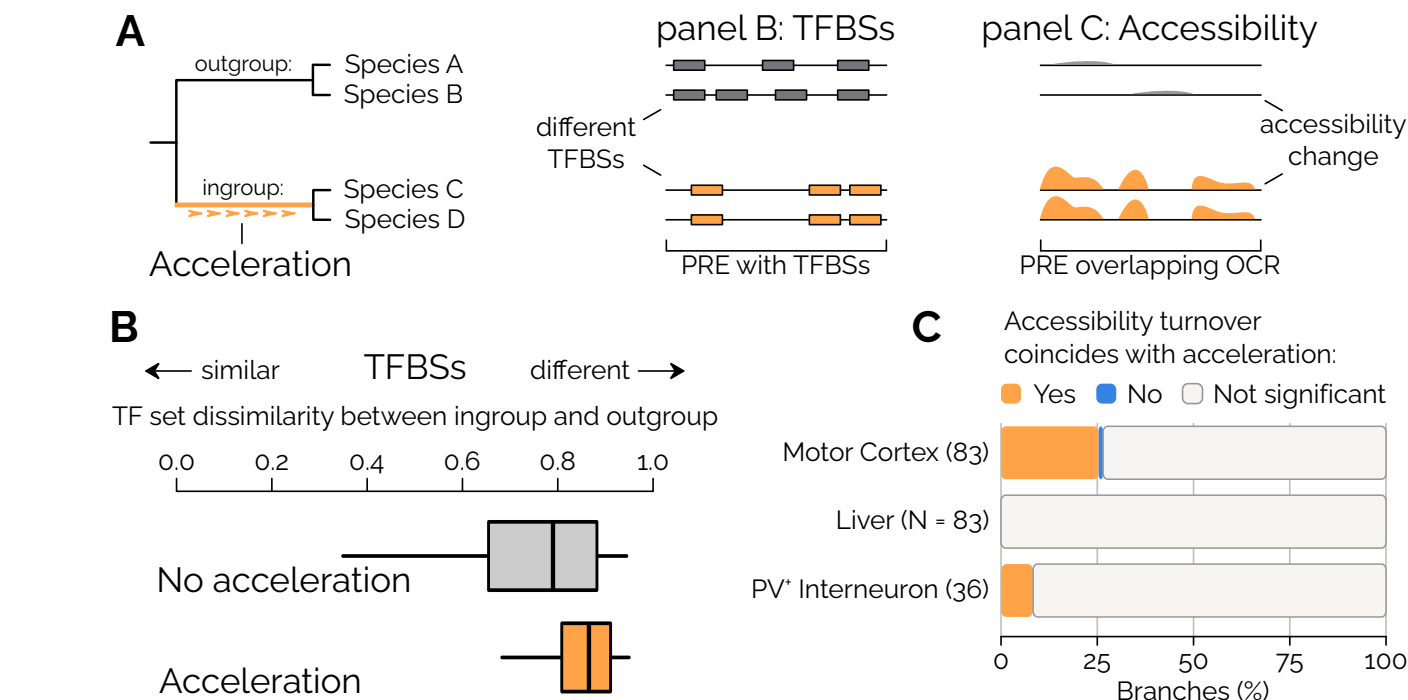 A
panel B: TFBSs
panel C: Accessibility
outgroup:
Species A
Species B
different
TFBSs
accessibility
change
ingroup:
Species C
Species D
Acceleration
PRE with TFBSs
PRE overlapping OCR
B
similar
TFBSs
different
TF set dissimilarity between ingroup and outgroup
0.0 0.2 0.4 0.6 0.8 1.0
No acceleration
Acceleration
C
Accessibility turnover
coincides with acceleration:
Yes No Not significant
Motor Cortex (83)
Liver (N = 83)
PV⁺ Interneuron (36)
0 25 50 75 100
Branches (%)